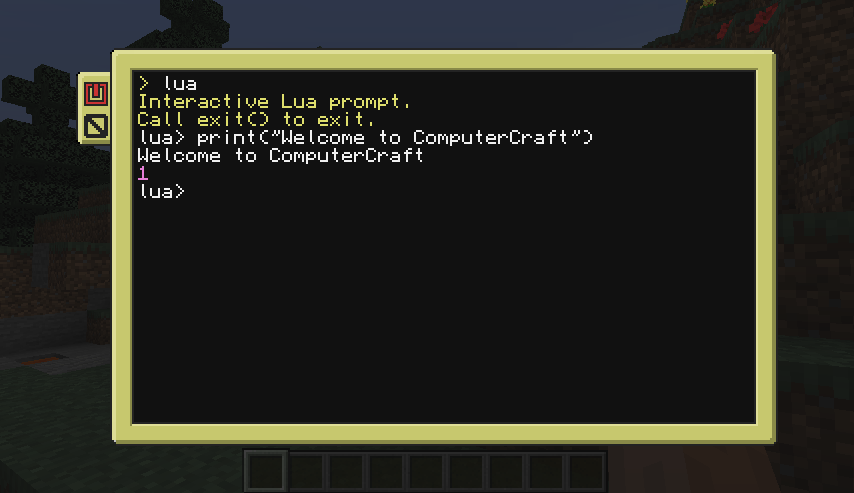 > lua
Interactive Lua prompt.
Call exit() to exit.
lua> print("Welcome to ComputerCraft")
Welcome to ComputerCraft
1
lua>